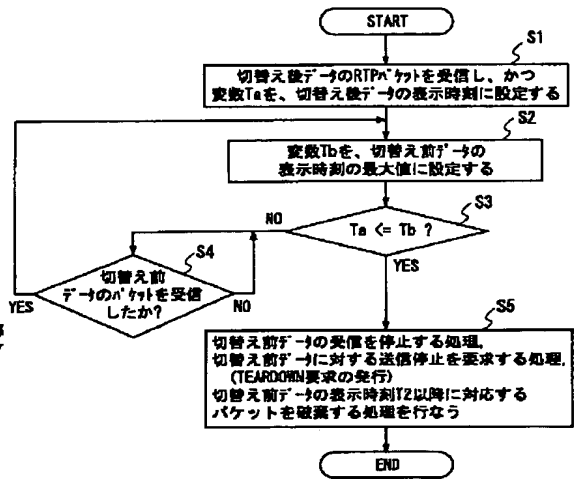 START
S1
切替え後データのRTPパケットを受信し、かつ
変数Taを、切替え後データの表示時刻に設定する
S2
変数Tbを、切替え前データの
表示時刻の最大値に設定する
S3
Ta <= Tb ?
NO
YES
S4
切替え前
データのパケットを受信
したか?
YES
NO
S5
切替え前データの受信を停止する処理,
切替え前データに対する送信停止を要求する処理,
(TEARDOWN要求の発行)
切替え前データの表示時刻T2以降に対応する
パケットを破棄する処理を行なう
END